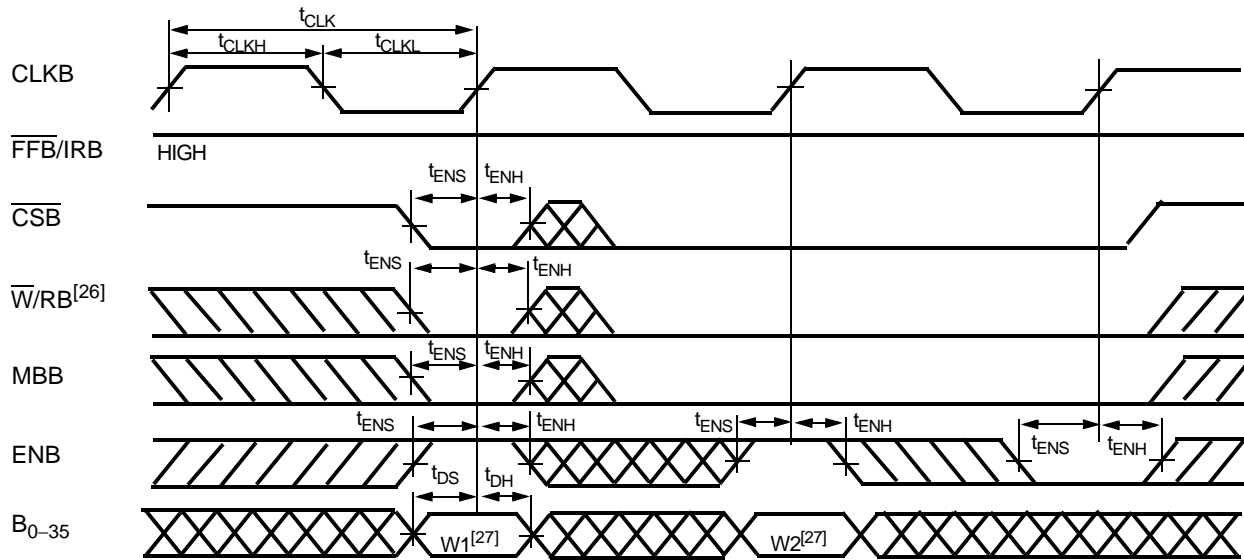 tCLK
tCLKH tCLKL
CLKB
FFB/IRB HIGH
tENS tENH
CSB
tENS tENH
W/RB[26]
tENS tENH
MBB
tENS tENH tENS tENH
ENB tENS tENH
tDS tDH
B0–35 W1[27] W2[27]